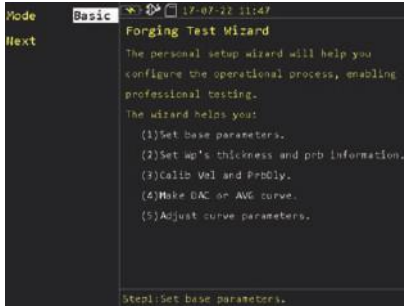 Mode Basic
Next
17-07-22 11:47
Forging Test Wizard
The personal setup wizard will help you
configure the operational process, enabling
professional testing.
The wizard helps you:
(1)Set base parameters.
(2)Set Wp's thickness and prb information.
(3)Calib Vel and PrbDly.
(4)Make DAC or AVG curve.
(5)Adjust curve parameters.
Step1:Set base parameters.